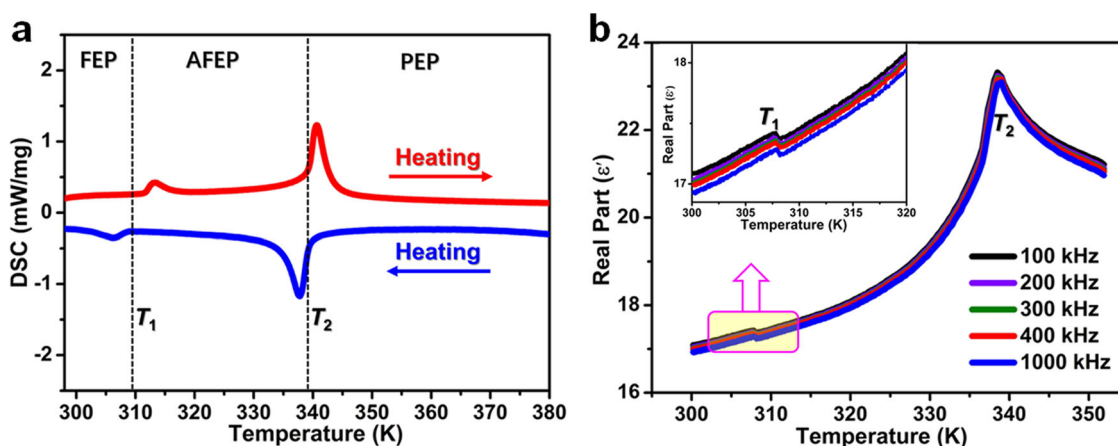 a
FEP AFEP PEP
DSC (mW/mg)
2
1
0
-1
-2
Heating
Heating
T1
T2
300 310 320 330 340 350 360 370 380
Temperature (K)
b
Real Part (ε')
24
22
20
18
16
Real Part (ε')
18
17
T1
300 305 310 315 320
Temperature (K)
T2
100 kHz
200 kHz
300 kHz
400 kHz
1000 kHz
300 310 320 330 340 350
Temperature (K)